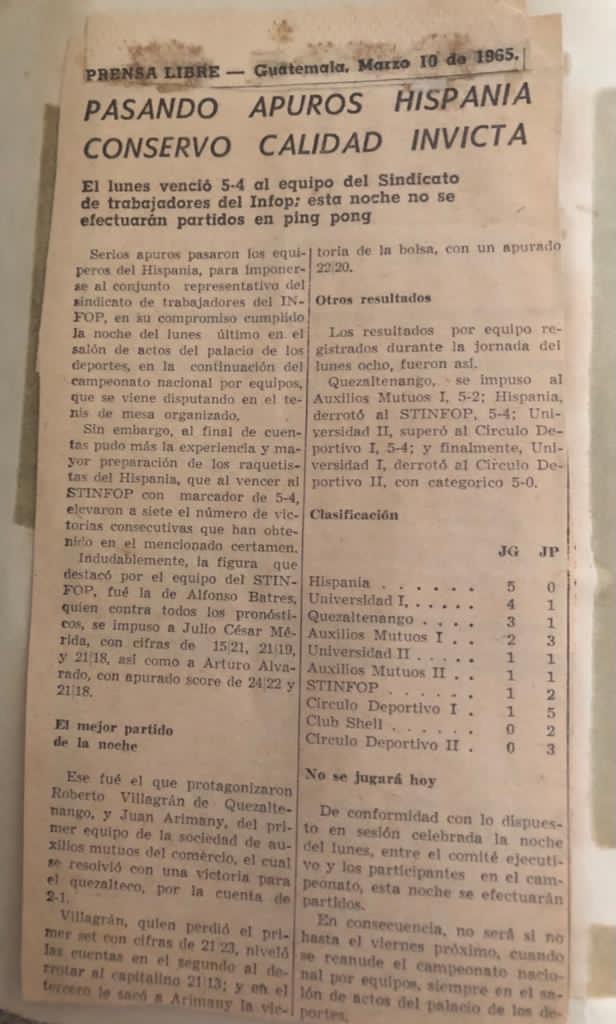 PRENSA LIBRE — Guatemala, Marzo 10 de 1965.
PASANDO APUROS HISPANIA
CONSERVO CALIDAD INVICTA
El lunes venció 5-4 al equipo del Sindicato
de trabajadores del Infop; esta noche no se
efectuarán partidos en ping pong
Serios apuros pasaron los equi-
peros del Hispania, para imponer-
se al conjunto representativo del
sindicato de trabajadores del IN-
FOP, en su compromiso cumplido
la noche del lunes último en el
salón de actos del palacio de los
deportes, en la continuación del
campeonato nacional por equipos,
que se viene disputando en el te-
nis de mesa organizado.
Sin embargo, al final de cuen-
tas pudo más la experiencia y ma-
yor preparación de los raquetis-
tas del Hispania, que al vencer al
STINFOP con marcador de 5-4,
elevaron a siete el número de vic-
torias consecutivas que han obte-
nido en el mencionado certamen.
Indudablemente, la figura que
destacó por el equipo del STIN-
FOP, fué la de Alfonso Batres,
quien contra todos los pronósti-
cos, se impuso a Julio César Mé-
rida, con cifras de 15|21, 21|19,
y 21|18, así como a Arturo Alva-
rado, con apurado score de 24|22 y
21|18.
El mejor partido
de la noche
Ese fué el que protagonizaron
Roberto Villagrán de Quezalte-
nango, y Juan Arimany, del pri-
mer equipo de la sociedad de au-
xilios mutuos del comercio, el cual
se resolvió con una victoria para
el quezalteco, por la cuenta de
2-1.
Villagrán, quien perdió el pri-
mer set con cifras de 21|23, niveló
las cuentas en el segundo al de-
rrotar al capitalino 21|13; y en el
tercero le sacó a Arimany la vic-
toria de la bolsa, con un apurado
22|20.
Otros resultados
Los resultados por equipo re-
gistrados durante la jornada del
lunes ocho, fueron así.
Quezaltenango, se impuso al
Auxilios Mutuos I, 5-2; Hispania,
derrotó al STINFOP, 5-4; Uni-
versidad II, superó al Círculo De-
portivo I, 5-4; y finalmente, Uni-
versidad I, derrotó al Círculo De-
portivo II, con categorico 5-0.
Clasificación
JG JP
Hispania . . . . . . 5 0
Universidad I. . . . . . 4 1
Quezaltenango . . . . 3 1
Auxilios Mutuos I . . 2 3
Universidad II . . . . . 1 1
Auxilios Mutuos II . . 1 1
STINFOP . . . . . . 1 2
Círculo Deportivo I . 1 5
Club Shell . . . . . . 0 2
Círculo Deportivo II . 0 3
No se jugará hoy
De conformidad con lo dispues-
to en sesión celebrada la noche
del lunes, entre el comité ejecuti-
vo y los participantes en el cam-
peonato, esta noche se efectuarán
partidos.
En consecuencia, no será si no
hasta el viernes próximo, cuando
se reanude el campeonato nacio-
nal por equipos, siempre en el sa-
lón de actos del palacio de los de-
portes.